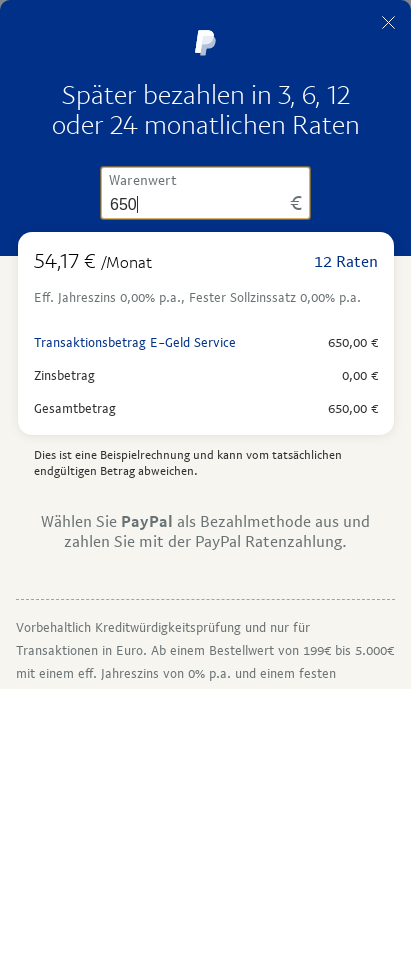 Später bezahlen in 3, 6, 12
oder 24 monatlichen Raten
Warenwert
650 €
54,17 € /Monat 12 Raten
Eff. Jahreszins 0,00% p.a., Fester Sollzinssatz 0,00% p.a.
Transaktionsbetrag E-Geld Service 650,00 €
Zinsbetrag 0,00 €
Gesamtbetrag 650,00 €
Dies ist eine Beispielrechnung und kann vom tatsächlichen
endgültigen Betrag abweichen.
Wählen Sie PayPal als Bezahlmethode aus und
zahlen Sie mit der PayPal Ratenzahlung.
Vorbehaltlich Kreditwürdigkeitsprüfung und nur für
Transaktionen in Euro. Ab einem Bestellwert von 199€ bis 5.000€
mit einem eff. Jahreszins von 0% p.a. und einem festen